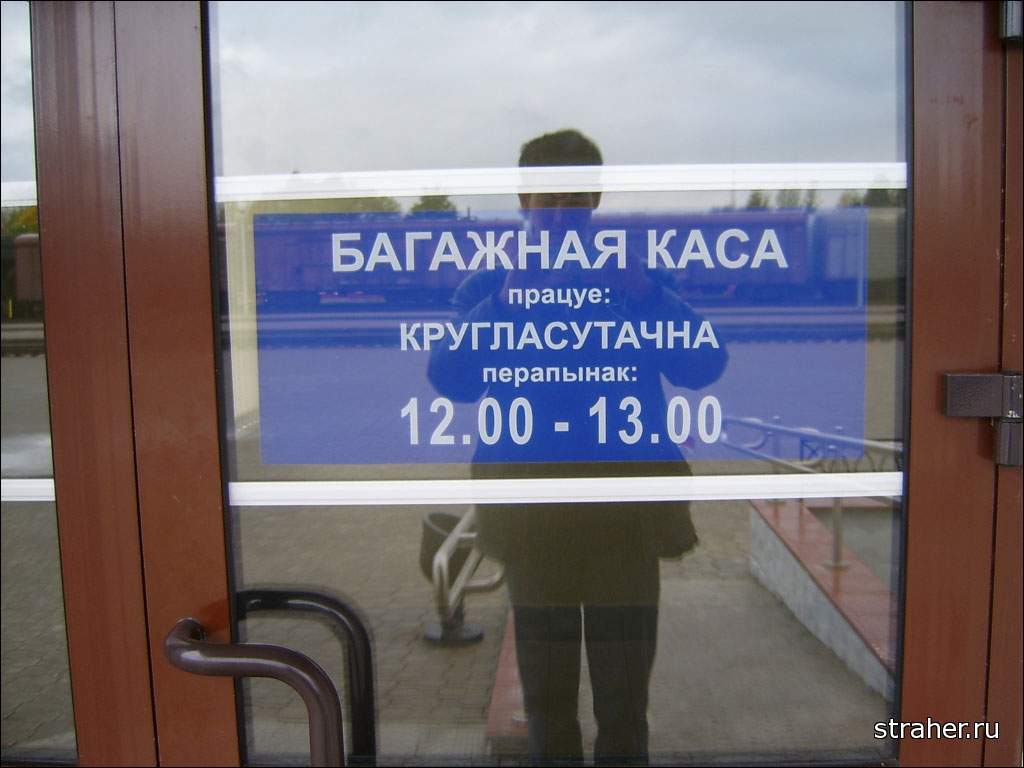 БАГАЖНАЯ КАСА
працуе:
КРУГЛАСУТАЧНА
перапынак:
12.00 - 13.00
straher.ru